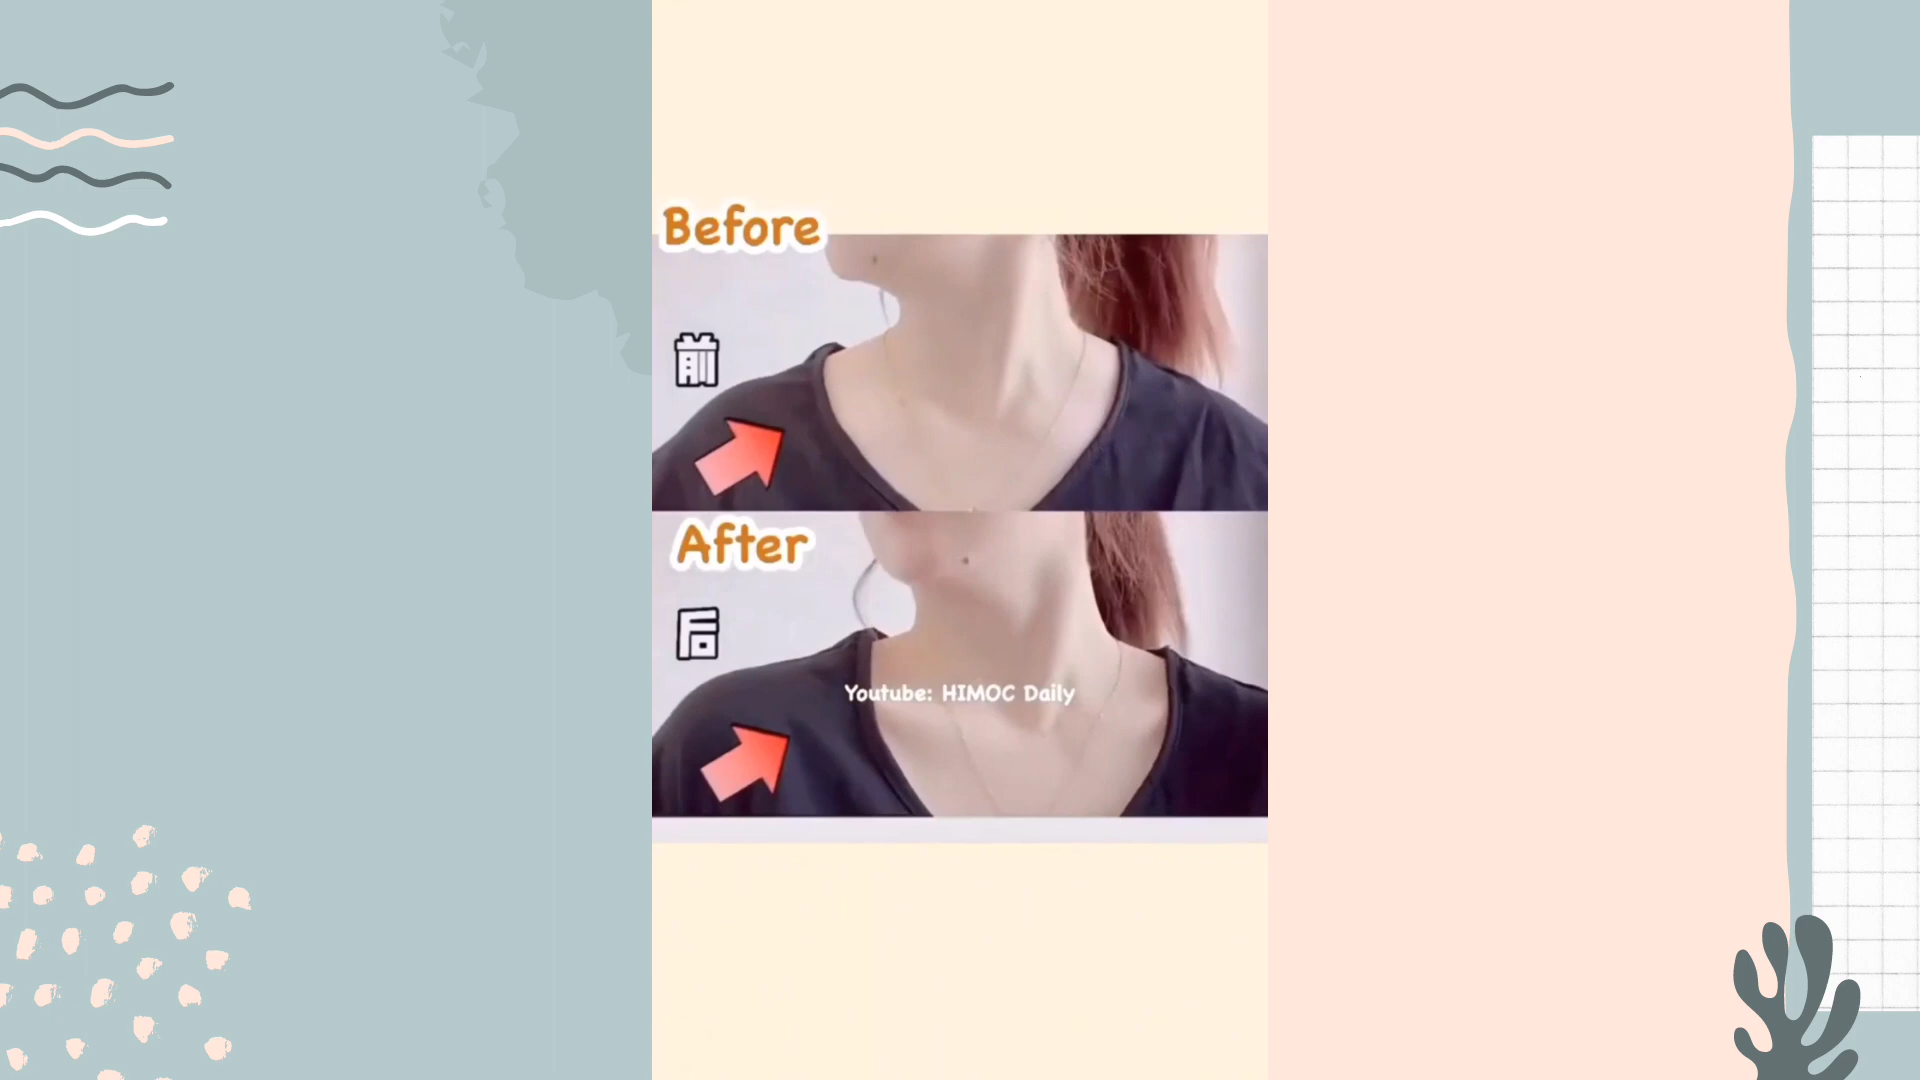 Before
前
After
后
Youtube: HIMOC Daily